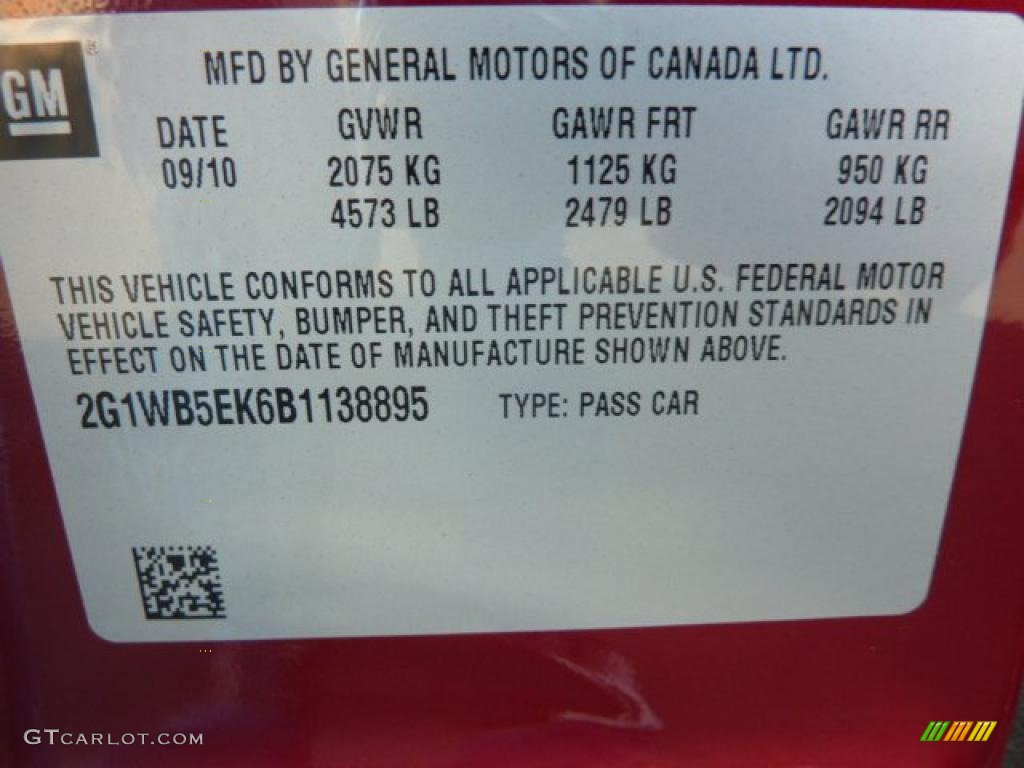 GM
MFD BY GENERAL MOTORS OF CANADA LTD.
DATE GVWR GAWR FRT GAWR RR
09/10 2075 KG 1125 KG 950 KG
4573 LB 2479 LB 2094 LB
THIS VEHICLE CONFORMS TO ALL APPLICABLE U.S. FEDERAL MOTOR
VEHICLE SAFETY, BUMPER, AND THEFT PREVENTION STANDARDS IN
EFFECT ON THE DATE OF MANUFACTURE SHOWN ABOVE.
2G1WB5EK6B1138895 TYPE: PASS CAR
GTCARLOT.COM